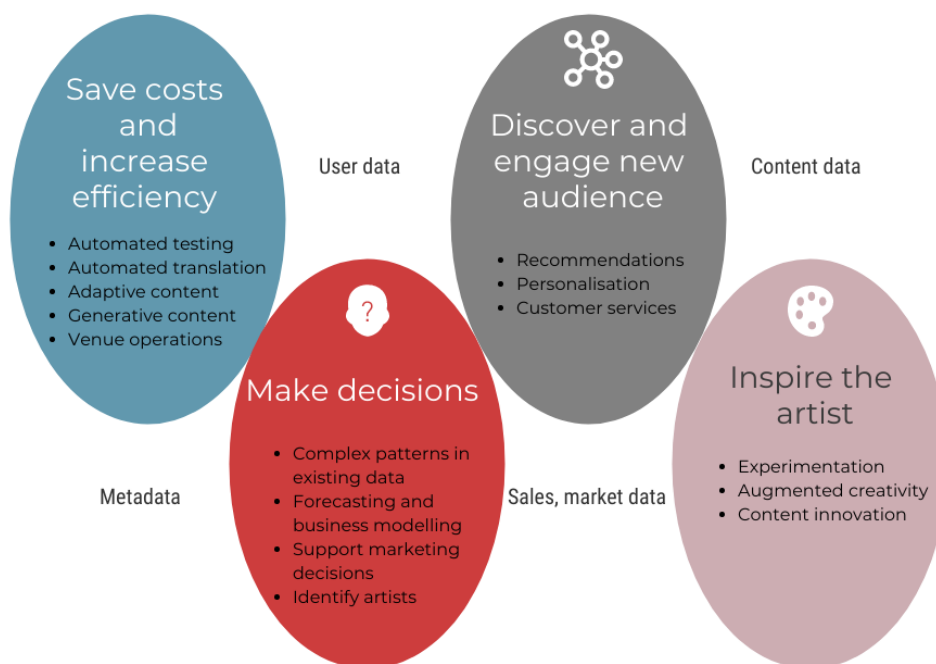 Save costs
and
increase
efficiency
• Automated testing
• Automated translation
• Adaptive content
• Generative content
• Venue operations
User data
Discover and
engage new
audience
• Recommendations
• Personalisation
• Customer services
Content data
Metadata
?
Make decisions
• Complex patterns in
existing data
• Forecasting and
business modelling
• Support marketing
decisions
• Identify artists
Sales, market data
Inspire the
artist
• Experimentation
• Augmented creativity
• Content innovation